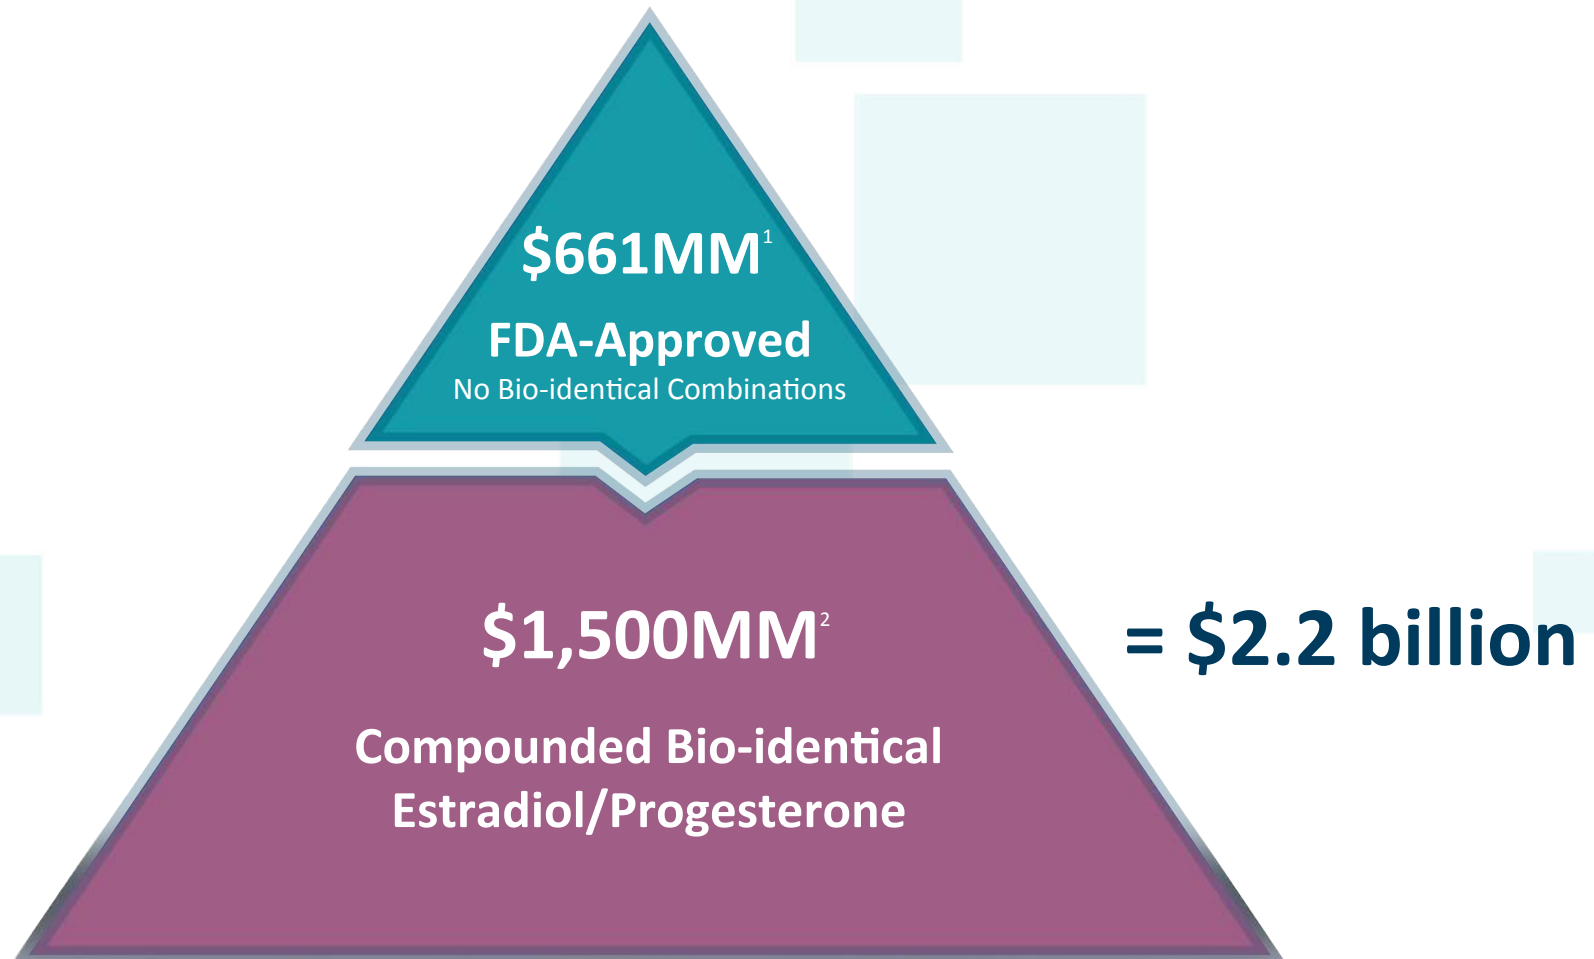 $661MM¹
FDA-Approved
No Bio-identical Combinations
$1,500MM²
= $2.2 billion
Compounded Bio-identical
Estradiol/Progesterone